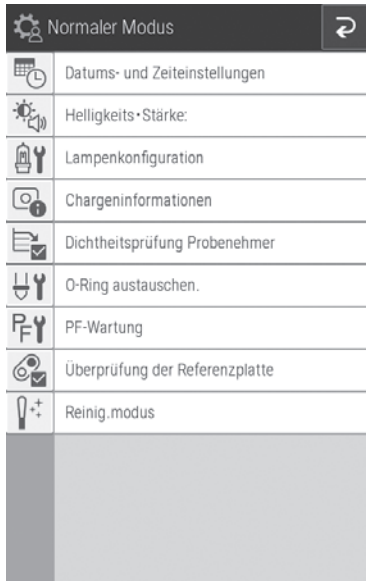 Normaler Modus
Datums- und Zeiteinstellungen
Helligkeits・Stärke:
Lampenkonfiguration
Chargeninformationen
Dichtheitsprüfung Probenehmer
O-Ring austauschen.
PF PF-Wartung
Überprüfung der Referenzplatte
Reinig.modus